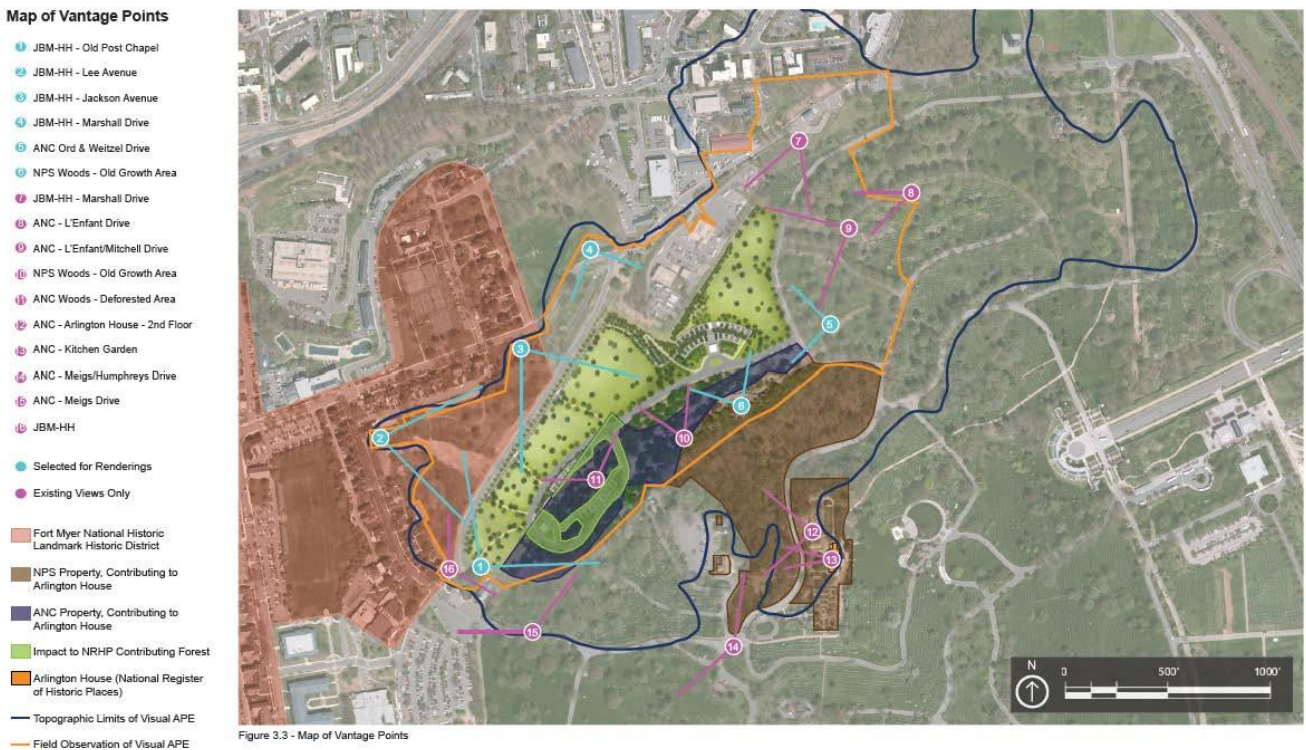 Map of Vantage Points
1 JBM-HH - Old Post Chapel
2 JBM-HH - Lee Avenue
3 JBM-HH - Jackson Avenue
4 JBM-HH - Marshall Drive
5 ANC Ord & Weitzel Drive
6 NPS Woods - Old Growth Area
7 JBM-HH - Marshall Drive
8 ANC - L'Enfant Drive
9 ANC - L'Enfant/Mitchell Drive
10 NPS Woods - Old Growth Area
11 ANC Woods - Deforested Area
12 ANC - Arlington House - 2nd Floor
13 ANC - Kitchen Garden
14 ANC - Meigs/Humphreys Drive
15 ANC - Meigs Drive
16 JBM-HH
Selected for Renderings
Existing Views Only
Fort Myer National Historic
Landmark Historic District
NPS Property, Contributing to
Arlington House
ANC Property, Contributing to
Arlington House
Impact to NRHP Contributing Forest
Arlington House (National Register
of Historic Places)
Topographic Limits of Visual APE
Field Observation of Visual APE
7
8
9
4
5
3
6
2
10
11
12
13
1
16
15
14
N
0 500' 1000'
Figure 3.3 - Map of Vantage Points